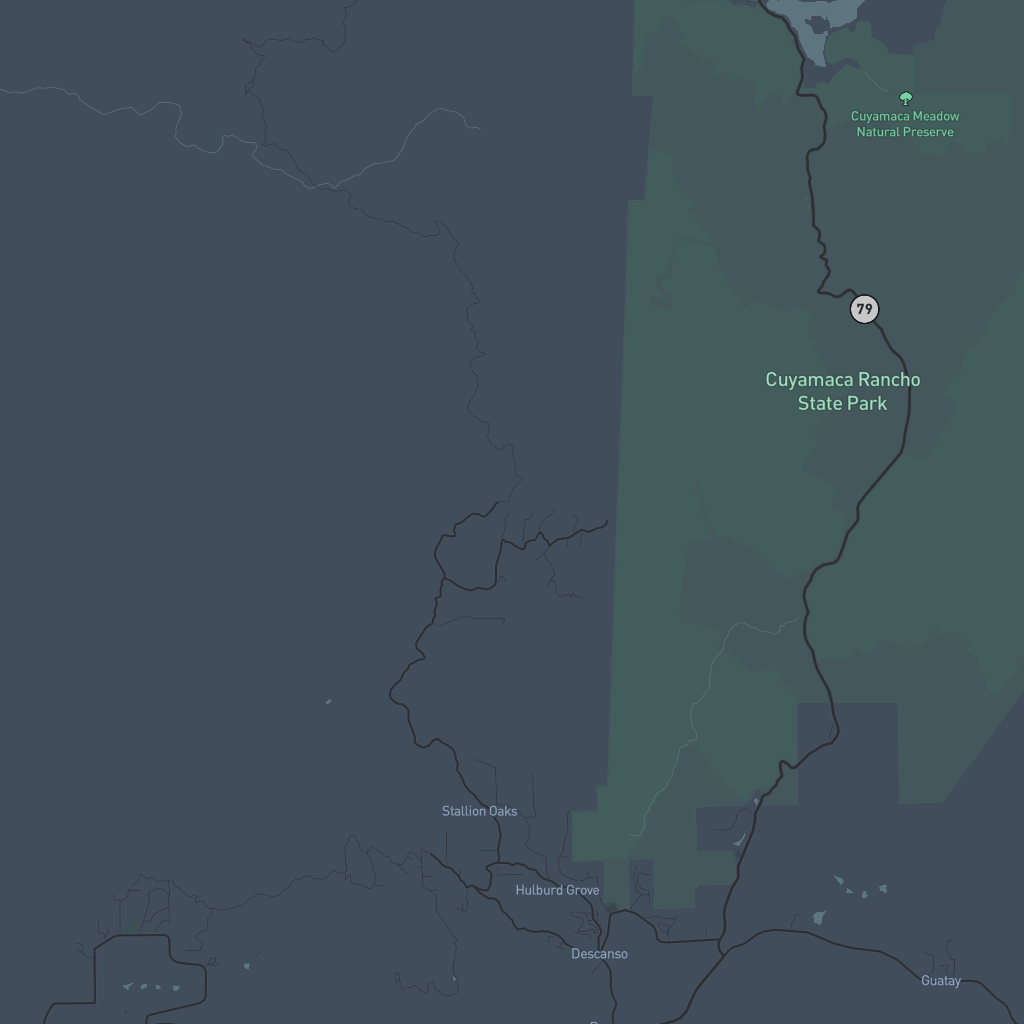 Cuyamaca Meadow
Natural Preserve
79
Cuyamaca Rancho
State Park
Stallion Oaks
Hulburd Grove
Descanso
Guatay